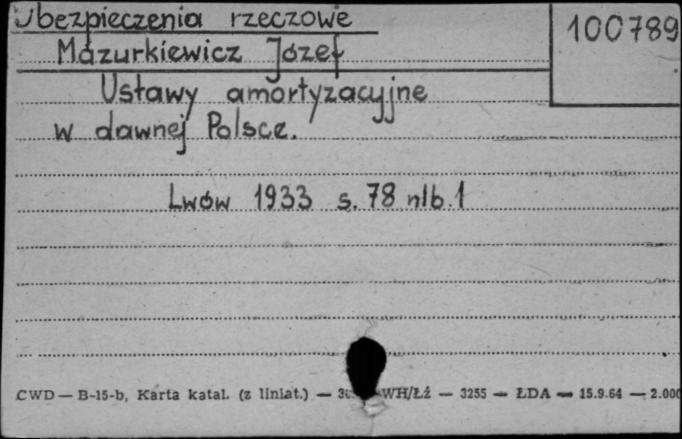 Ubezpieczenia rzeczowe
100789
Mazurkiewicz Józef
Ustawy amortyzacyjne
w dawnej Polsce.
Lwów 1933 s. 78 nlb. 1
CWD — B-15-b, Karta katal. (z liniat.) — WH/Łź — 3255 — ŁDA — 15.9.64 — 2.000